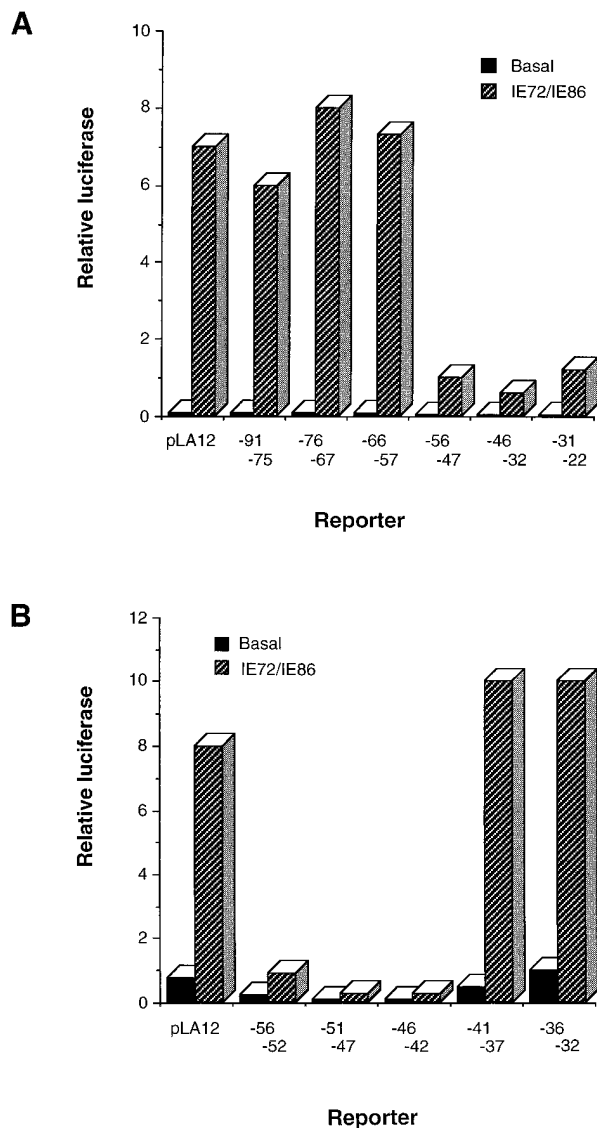 A
10
8
6
4
2
0
Relative luciferase
Basal
IE72/IE86
pLA12 -91 -76 -66 -56 -46 -31
-75 -67 -57 -47 -32 -22
Reporter
B
12
10
8
6
4
2
0
Relative luciferase
Basal
IE72/IE86
pLA12 -56 -51 -46 -41 -36
-52 -47 -42 -37 -32
Reporter